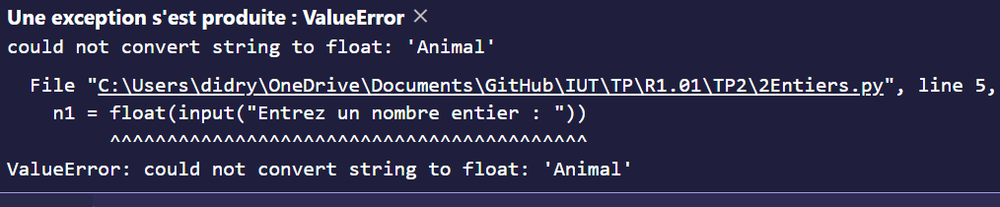 Une exception s'est produite : ValueError ×
could not convert string to float: 'Animal'
File "C:\Users\didry\OneDrive\Documents\GitHub\IUT\TP\R1.01\TP2\2Entiers.py", line 5,
n1 = float(input("Entrez un nombre entier : "))
^^^^^^^^^^^^^^^^^^^^^^^^^^^^^^^^^^^^^^^^^^
ValueError: could not convert string to float: 'Animal'